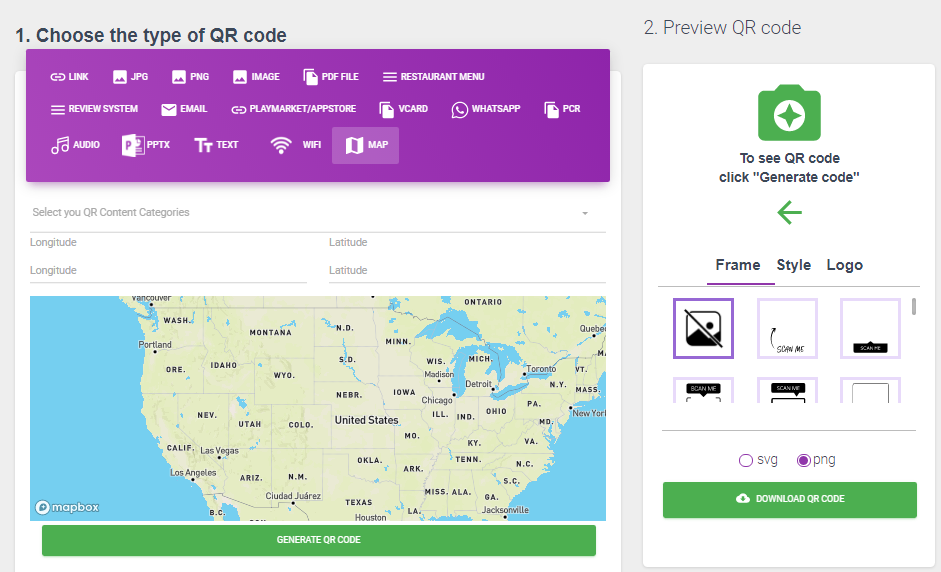 1. Choose the type of QR code
LINK JPG PNG IMAGE PDF FILE RESTAURANT MENU
REVIEW SYSTEM EMAIL PLAYMARKET/APPSTORE VCARD WHATSAPP PCR
AUDIO PPTX TEXT WIFI MAP
Select you QR Content Categories
Longitude Latitude
Longitude Latitude
Vancouver
ONTARIO
WASH.
MONTANA
N.D.
Quebe
Portland
MINN.
ORE.
IDAHO
S.D.
WIS.
MICH.
Toronto
VT.
MA
WYO.
Madison
Detroit
N.Y.
MASS.
NEBR.
IOWA
Chicago
PA.
New York
NEV.
UTAH
COLO.
United States
ILL.
IND.
OHIO
MD.
MO.
KY.
VA.
CALIF.
Las Vegas
OKLA.
TENN.
N.C.
Los Angeles
ARIZ.
N.M.
ARK.
S.C.
Ciudad Juárez
MISS.
ALA.
GA.
TEXAS
LA.
Jacksonville
B.C.
Houston
mapbox
GENERATE QR CODE
2. Preview QR code
To see QR code
click "Generate code"
Frame Style Logo
SCAN ME
SCAN ME
SCAN ME
SCAN ME
svg png
DOWNLOAD QR CODE